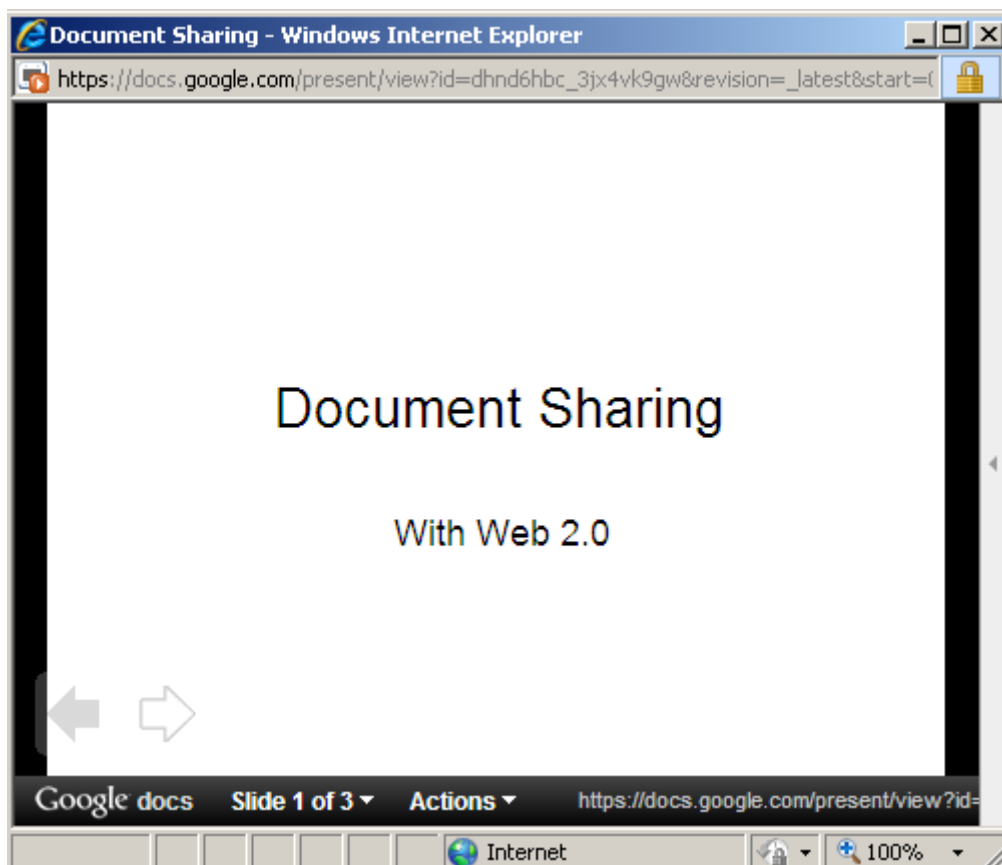 Document Sharing - Windows Internet Explorer
https://docs.google.com/present/view?id=dhnd6hbc_3jx4vk9gw&revision=_latest&start=
Document Sharing
With Web 2.0
Google docs Slide 1 of 3 Actions https://docs.google.com/present/view?id=
Internet 100%